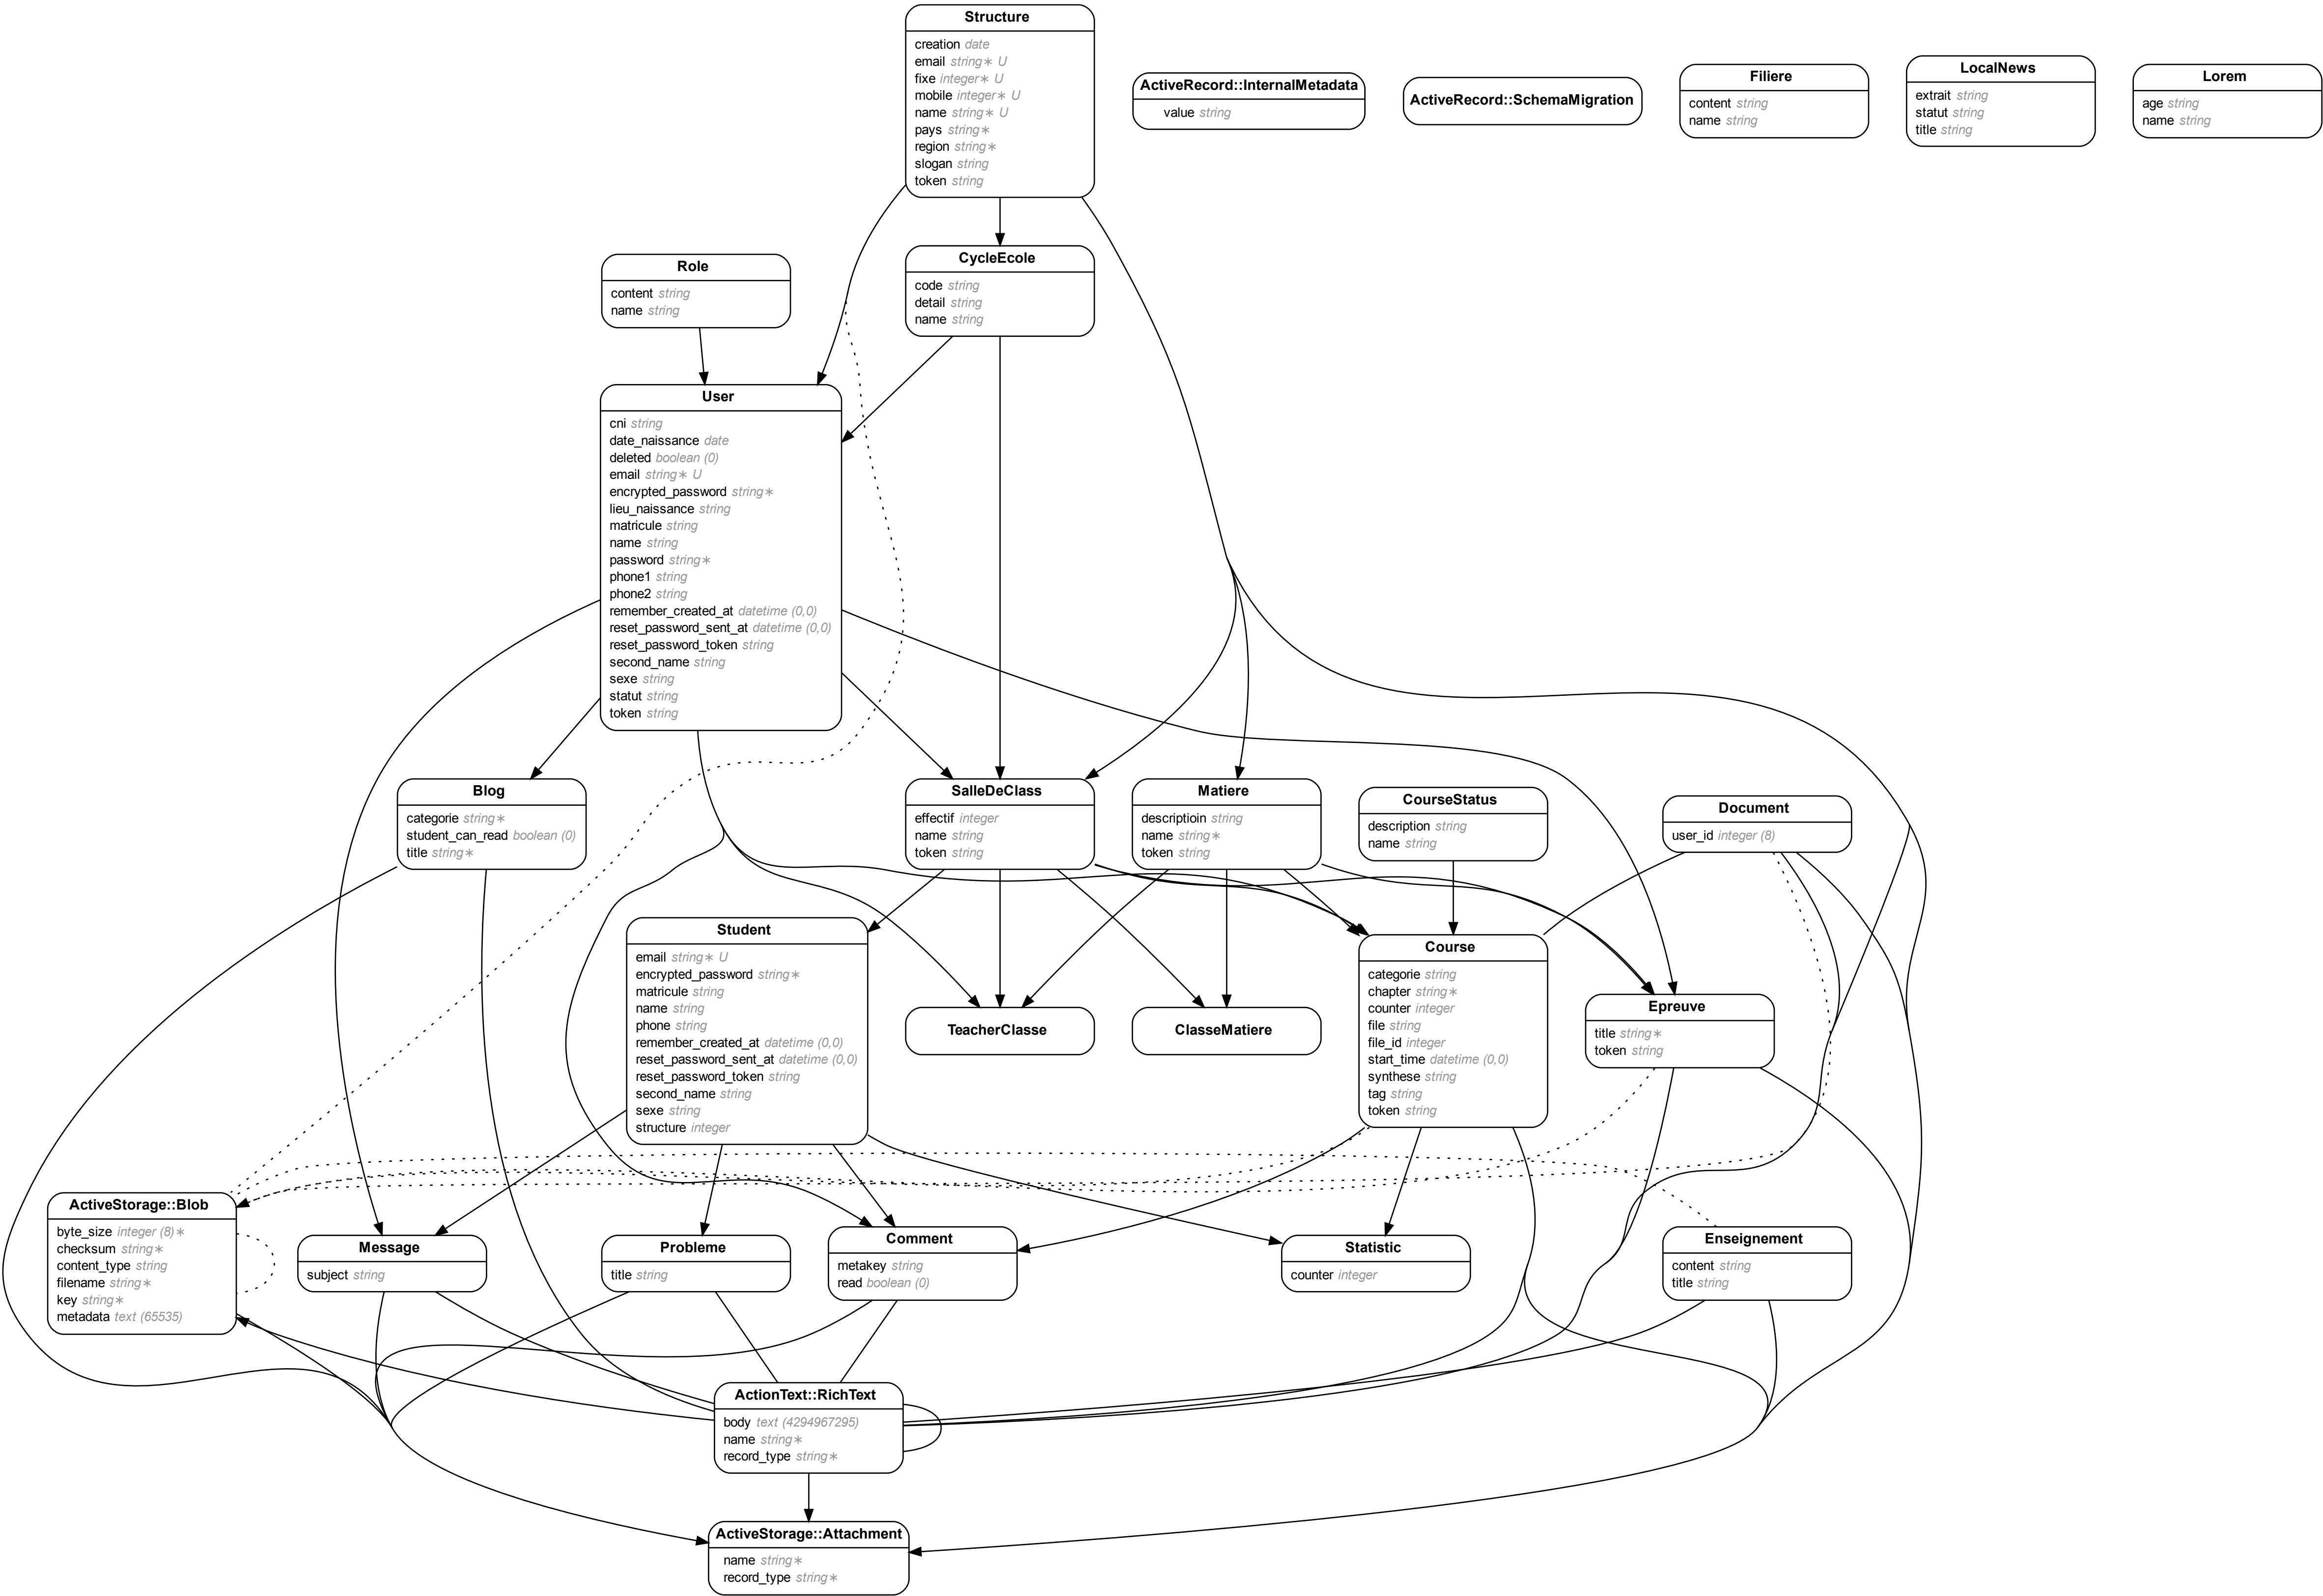 Structure
creation date
email string∗ U
fixe integer∗ U
mobile integer∗ U
name string∗ U
pays string∗
region string∗
slogan string
token string
ActiveRecord::InternalMetadata
value string
ActiveRecord::SchemaMigration
Filiere
content string
name string
LocalNews
extrait string
statut string
title string
Lorem
age string
name string
Role
content string
name string
CycleEcole
code string
detail string
name string
User
cni string
date_naissance date
deleted boolean (0)
email string∗ U
encrypted_password string∗
lieu_naissance string
matricule string
name string
password string∗
phone1 string
phone2 string
remember_created_at datetime (0,0)
reset_password_sent_at datetime (0,0)
reset_password_token string
second_name string
sexe string
statut string
token string
Blog
categorie string∗
student_can_read boolean (0)
title string∗
SalleDeClass
effectif integer
name string
token string
Matiere
descriptioin string
name string∗
token string
CourseStatus
description string
name string
Document
user_id integer (8)
Student
email string∗ U
encrypted_password string∗
matricule string
name string
phone string
remember_created_at datetime (0,0)
reset_password_sent_at datetime (0,0)
reset_password_token string
second_name string
sexe string
structure integer
TeacherClasse
ClasseMatiere
Course
categorie string
chapter string∗
counter integer
file string
file_id integer
start_time datetime (0,0)
synthese string
tag string
token string
Epreuve
title string∗
token string
ActiveStorage::Blob
byte_size integer (8)∗
checksum string∗
content_type string
filename string∗
key string∗
metadata text (65535)
Message
subject string
Probleme
title string
Comment
metakey string
read boolean (0)
Statistic
counter integer
Enseignement
content string
title string
ActionText::RichText
body text (4294967295)
name string∗
record_type string∗
ActiveStorage::Attachment
name string∗
record_type string∗